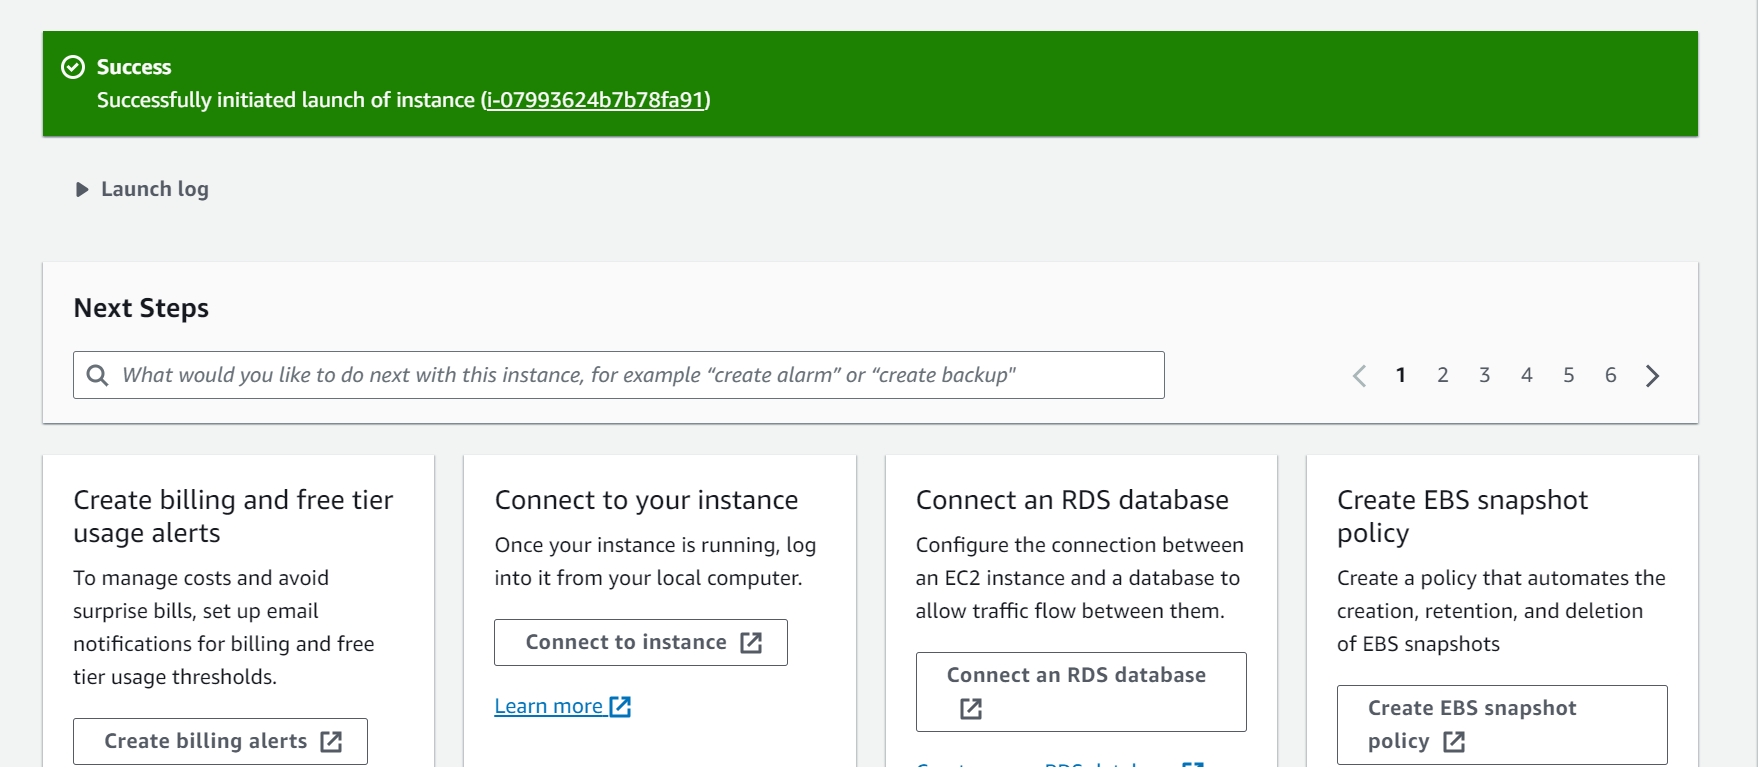 Success
Successfully initiated launch of instance (i-07993624b7b78fa91)
Launch log
Next Steps
What would you like to do next with this instance, for example “create alarm” or “create backup"
1 2 3 4 5 6
Create billing and free tier
usage alerts
To manage costs and avoid
surprise bills, set up email
notifications for billing and free
tier usage thresholds.
Create billing alerts
Connect to your instance
Once your instance is running, log
into it from your local computer.
Connect to instance
Learn more
Connect an RDS database
Configure the connection between
an EC2 instance and a database to
allow traffic flow between them.
Connect an RDS database
Create EBS snapshot
policy
Create a policy that automates the
creation, retention, and deletion
of EBS snapshots
Create EBS snapshot
policy